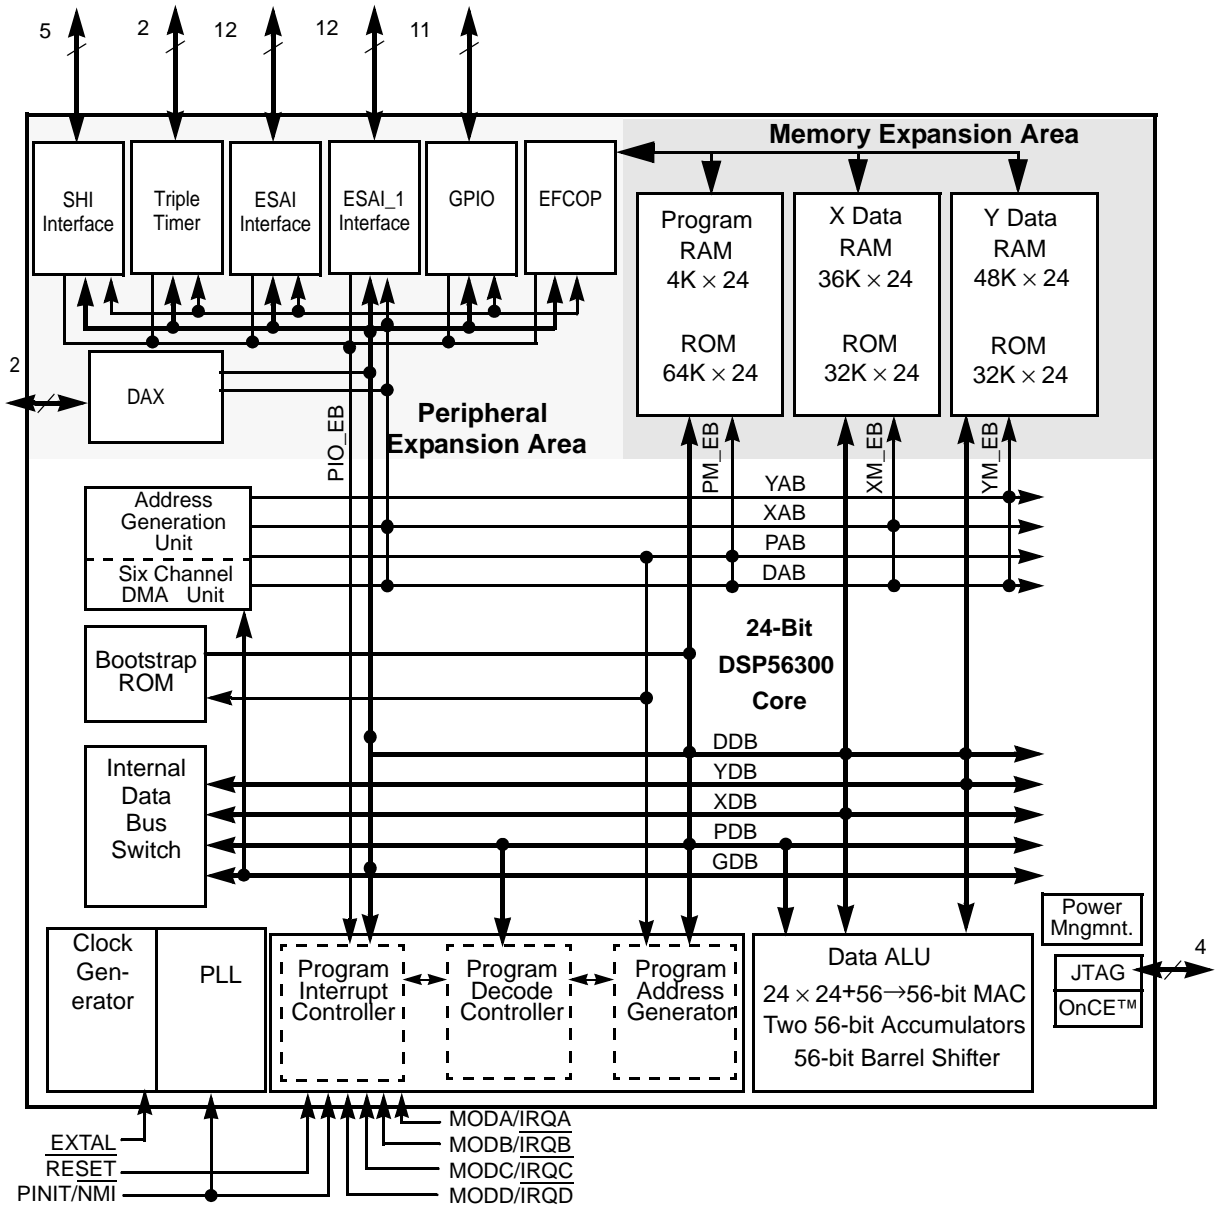 5
2
12
12
11
Memory Expansion Area
SHI
Interface
Triple
Timer
ESAI
Interface
ESAI_1
Interface
GPIO
EFCOP
Program
RAM
4K × 24
ROM
64K × 24
X Data
RAM
36K × 24
ROM
32K × 24
Y Data
RAM
48K × 24
ROM
32K × 24
2
DAX
PIO_EB
Peripheral
Expansion Area
PM_EB
XM_EB
YM_EB
Address
Generation
Unit
Six Channel
DMA Unit
YAB
XAB
PAB
DAB
Bootstrap
ROM
24-Bit
DSP56300
Core
Internal
Data
Bus
Switch
DDB
YDB
XDB
PDB
GDB
Clock
Gen-
erator
PLL
Program
Interrupt
Controller
Program
Decode
Controller
Program
Address
Generator
Data ALU
24 × 24+56→56-bit MAC
Two 56-bit Accumulators
56-bit Barrel Shifter
Power
Mngmnt.
JTAG
OnCE™
4
EXTAL
RESET
PINIT/NMI
MODA/IRQA
MODB/IRQB
MODC/IRQC
MODD/IRQD